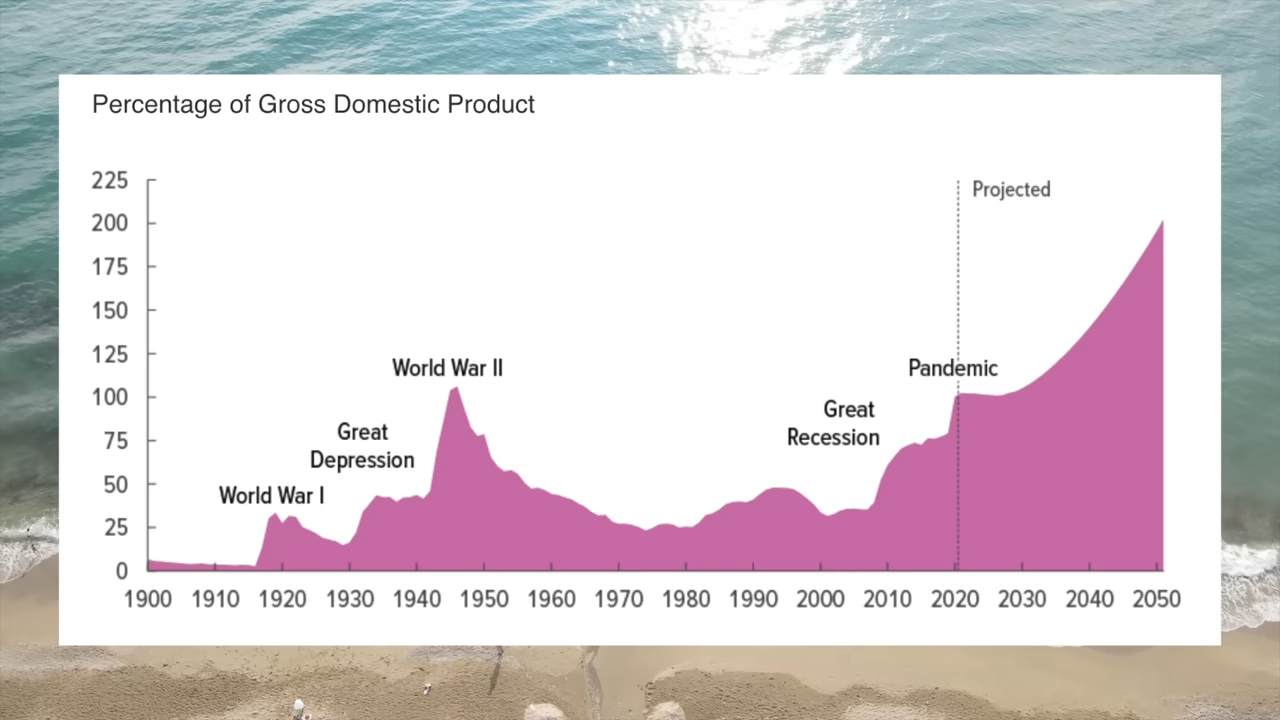 Percentage of Gross Domestic Product
225
Projected
200
175
150
125
World War II
Pandemic
100
Great
Recession
Great
Depression
75
50
World War I
25
0
1900 1910 1920 1930 1940 1950 1960 1970 1980 1990 2000 2010 2020 2030 2040 2050